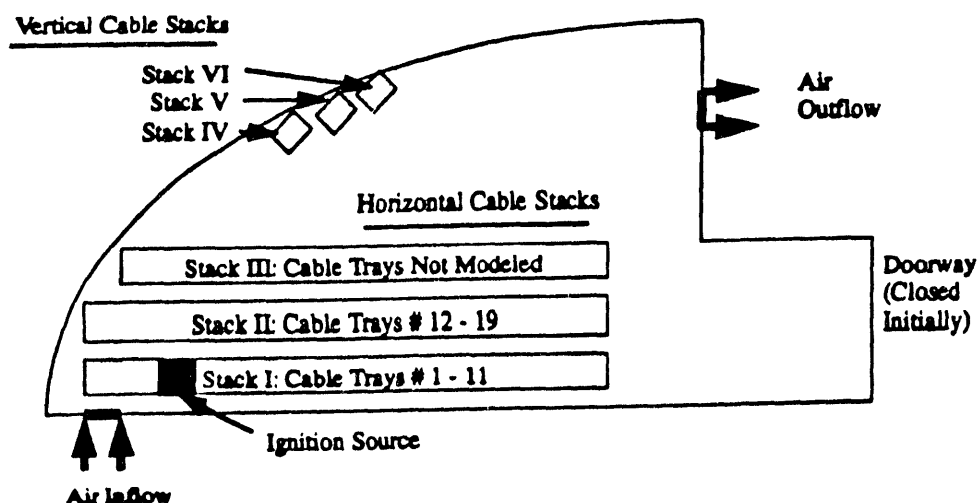 Vertical Cable Stacks
Stack VI
Stack V
Stack IV
Air
Outflow
Horizontal Cable Stacks
Stack III: Cable Trays Not Modeled
Stack II: Cable Trays # 12 - 19
Stack I: Cable Trays # 1 - 11
Doorway
(Closed
Initially)
Ignition Source
Air Inflow